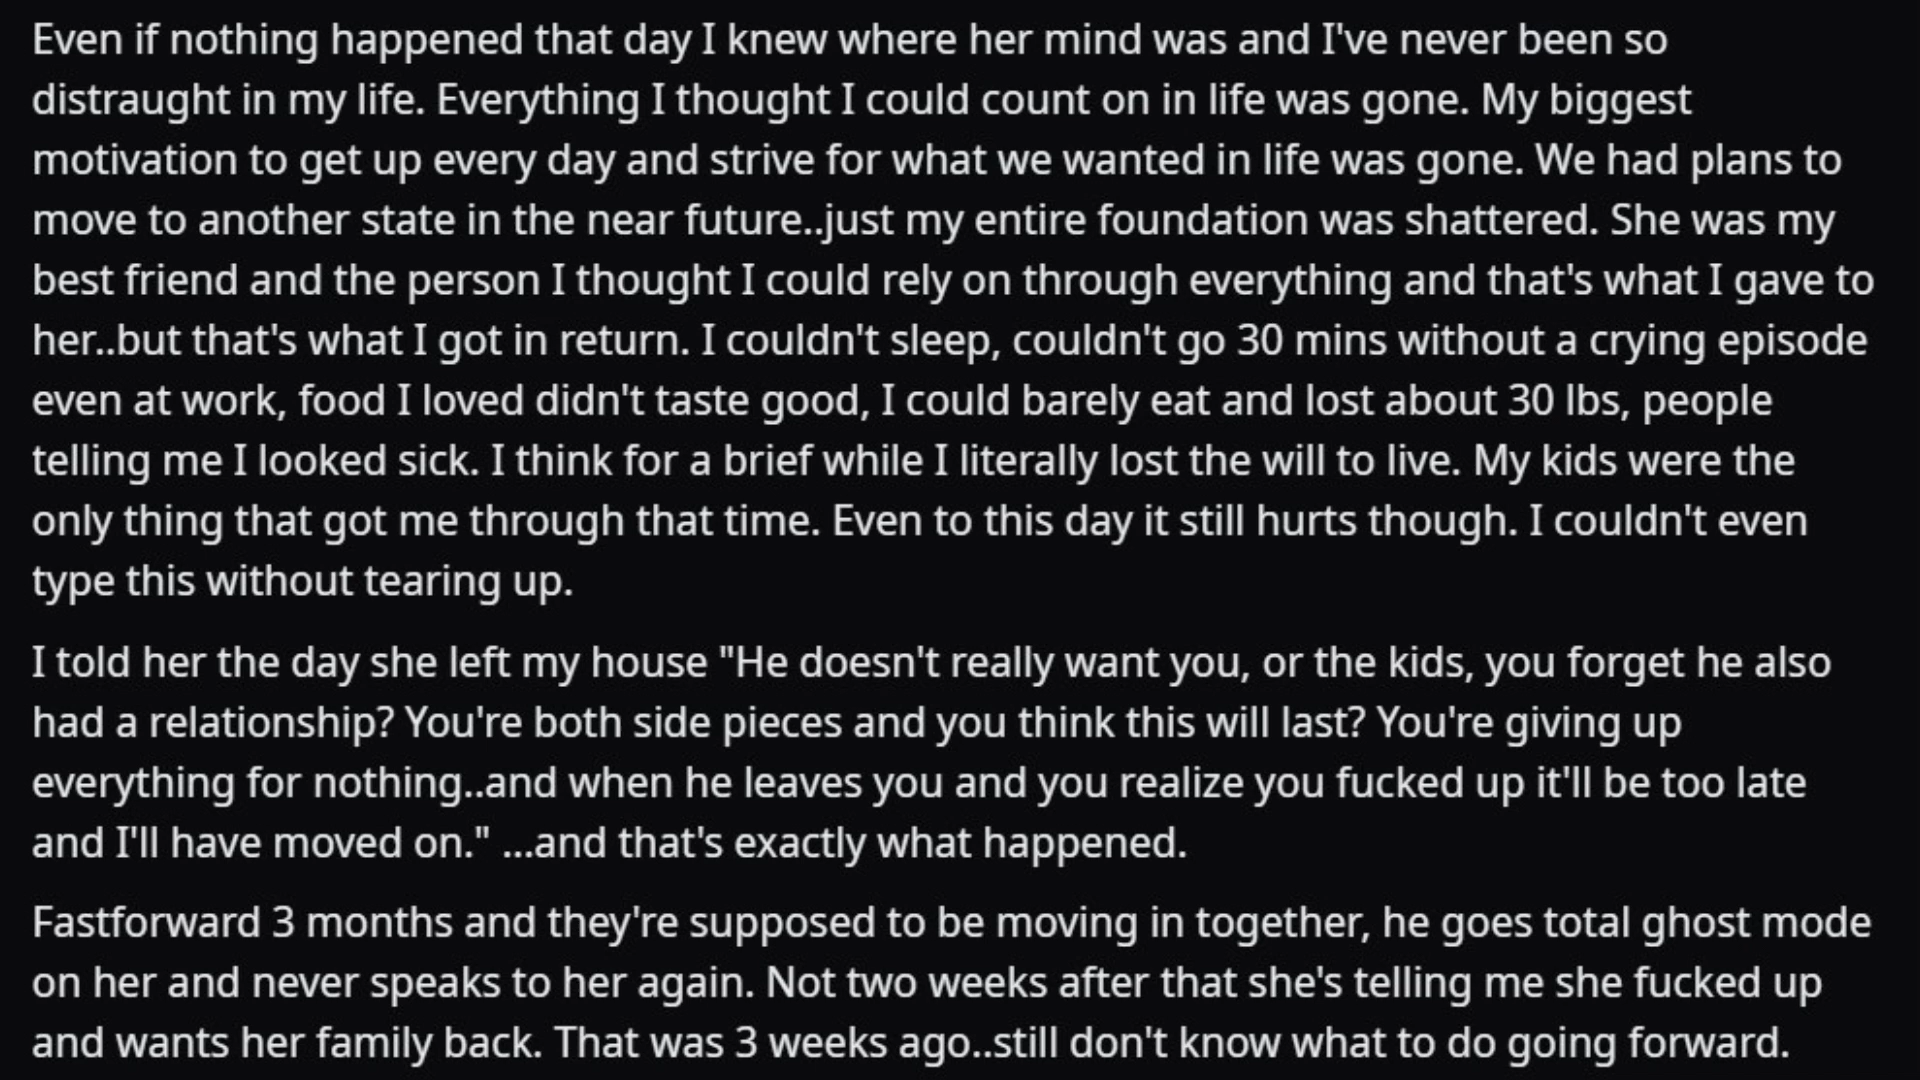 Even if nothing happened that day I knew where her mind was and I've never been so
distraught in my life. Everything I thought I could count on in life was gone. My biggest
motivation to get up every day and strive for what we wanted in life was gone. We had plans to
move to another state in the near future..just my entire foundation was shattered. She was my
best friend and the person I thought I could rely on through everything and that's what I gave to
her..but that's what I got in return. I couldn't sleep, couldn't go 30 mins without a crying episode
even at work, food I loved didn't taste good, I could barely eat and lost about 30 lbs, people
telling me I looked sick. I think for a brief while I literally lost the will to live. My kids were the
only thing that got me through that time. Even to this day it still hurts though. I couldn't even
type this without tearing up.
I told her the day she left my house "He doesn't really want you, or the kids, you forget he also
had a relationship? You're both side pieces and you think this will last? You're giving up
everything for nothing..and when he leaves you and you realize you fucked up it'll be too late
and I'll have moved on." ...and that's exactly what happened.
Fastforward 3 months and they're supposed to be moving in together, he goes total ghost mode
on her and never speaks to her again. Not two weeks after that she's telling me she fucked up
and wants her family back. That was 3 weeks ago..still don't know what to do going forward.